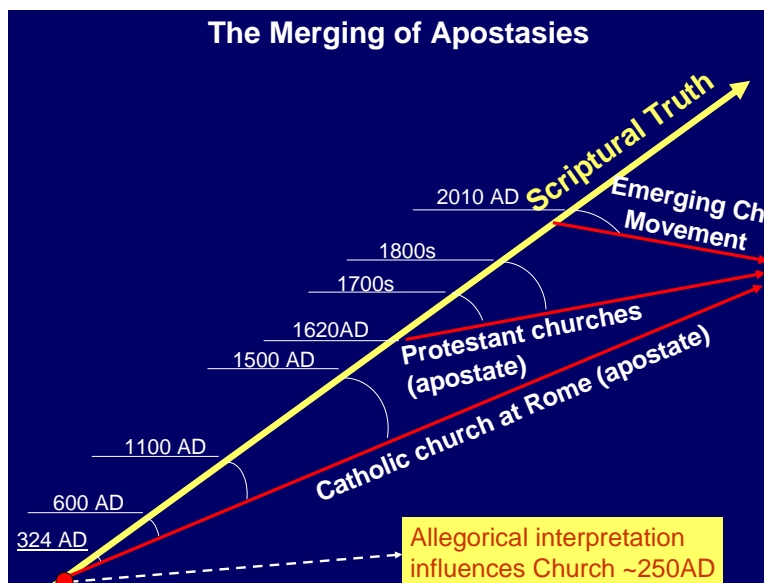 The Merging of Apostasies
Scriptural Truth
2010 AD
Emerging Ch
Movement
1800s
1700s
1620AD
Protestant churches
(apostate)
1500 AD
Catholic church at Rome (apostate)
1100 AD
600 AD
324 AD
Allegorical interpretation
influences Church ~250AD